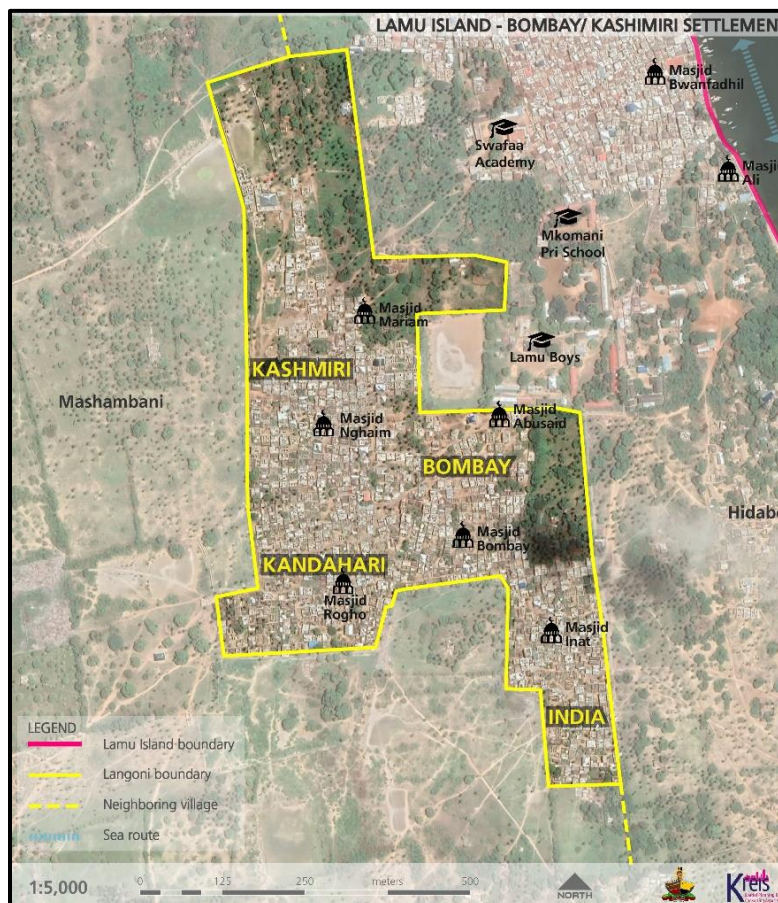 LAMU ISLAND - BOMBAY/ KASHMIRI SETTLEMEN
Masjid
Bwanfadhil
Swafaa
Academy
Masji
Ali
Mkomani
Pri School
Masjid
Mariam
Lamu Boys
KASHMIRI
Mashambani
Masjid
Nghaim
Masjid
Abusaid
BOMBAY
Hidab
Masjid
Bombay
KANDAHARI
Masjid
Rogho
Masjid
Inat
INDIA
LEGEND
Lamu Island boundary
Langoni boundary
Neighboring village
Sea route
1:5,000
0 125 250 meters 500
NORTH
Kreis